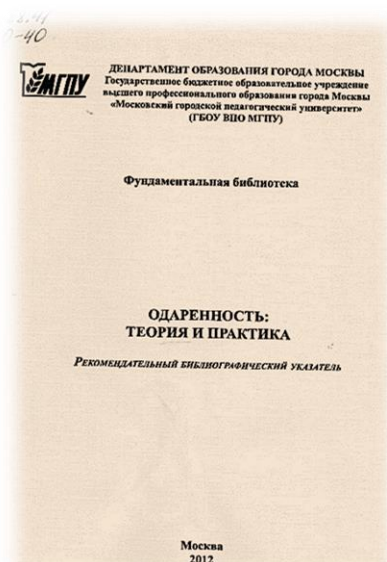 -40
МГПУ
ДЕПАРТАМЕНТ ОБРАЗОВАНИЯ ГОРОДА МОСКВЫ
Государственное бюджетное образовательное учреждение
высшего профессионального образования города Москвы
«Московский городской педагогический университет»
(ГБОУ ВПО МГПУ)
Фундаментальная библиотека
ОДАРЕННОСТЬ:
ТЕОРИЯ И ПРАКТИКА
РЕКОМЕНДАТЕЛЬНЫЙ БИБЛИОГРАФИЧЕСКИЙ УКАЗАТЕЛЬ
Москва
2012